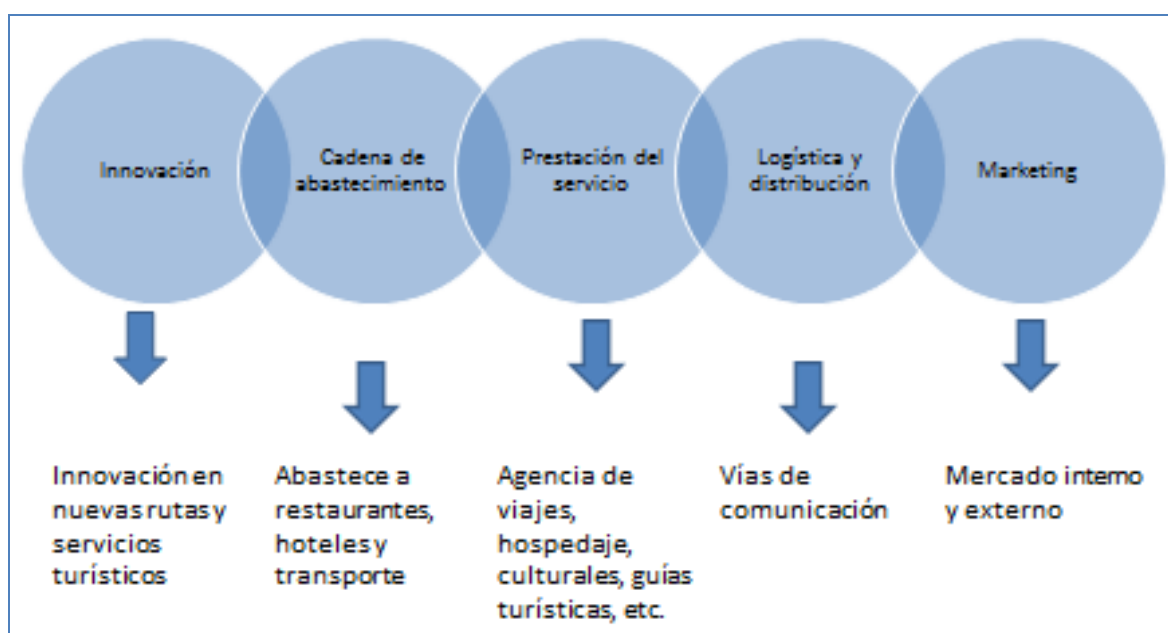 Innovación
Cadena de
abastecimiento
Prestación del
servicio
Logística y
distribución
Marketing
Innovación en
nuevas rutas y
servicios
turísticos
Abastece a
restaurantes,
hoteles y
transporte
Agencia de
viajes,
hospedaje,
culturales, guías
turísticas, etc.
Vías de
comunicación
Mercado interno
y externo